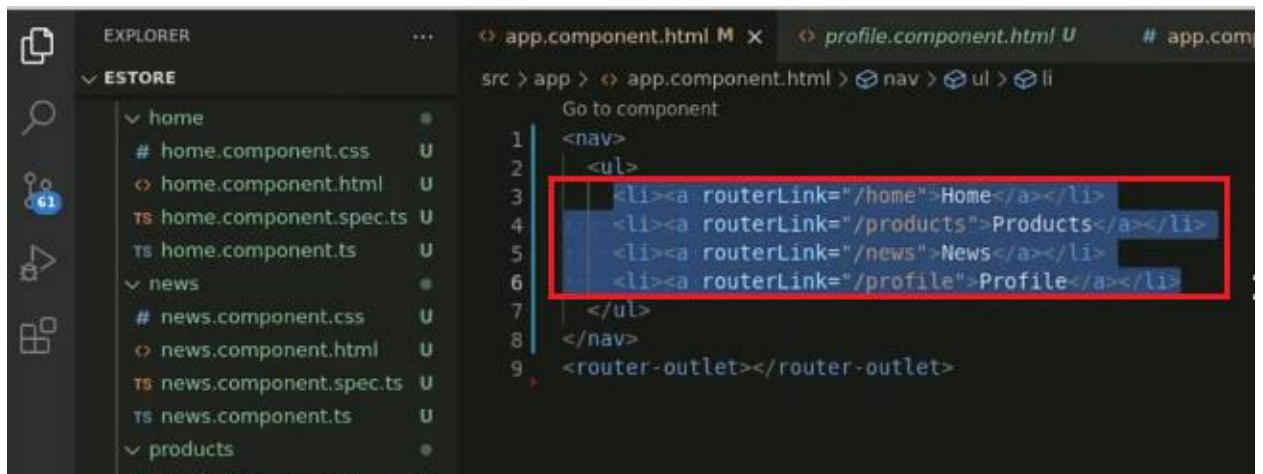 EXPLORER ...
ESTORE
home
# home.component.css U
<> home.component.html U
TS home.component.spec.ts U
TS home.component.ts U
news
# news.component.css U
<> news.component.html U
TS news.component.spec.ts U
TS news.component.ts U
products
61
<> app.component.html M × <> profile.component.html U # app.com
src > app > <> app.component.html > nav > ul > li
Go to component
1 <nav>
2 <ul>
3 <li><a routerLink="/home">Home</a></li>
4 <li><a routerLink="/products">Products</a></li>
5 <li><a routerLink="/news">News</a></li>
6 <li><a routerLink="/profile">Profile</a></li>
7 </ul>
8 </nav>
9 <router-outlet></router-outlet>